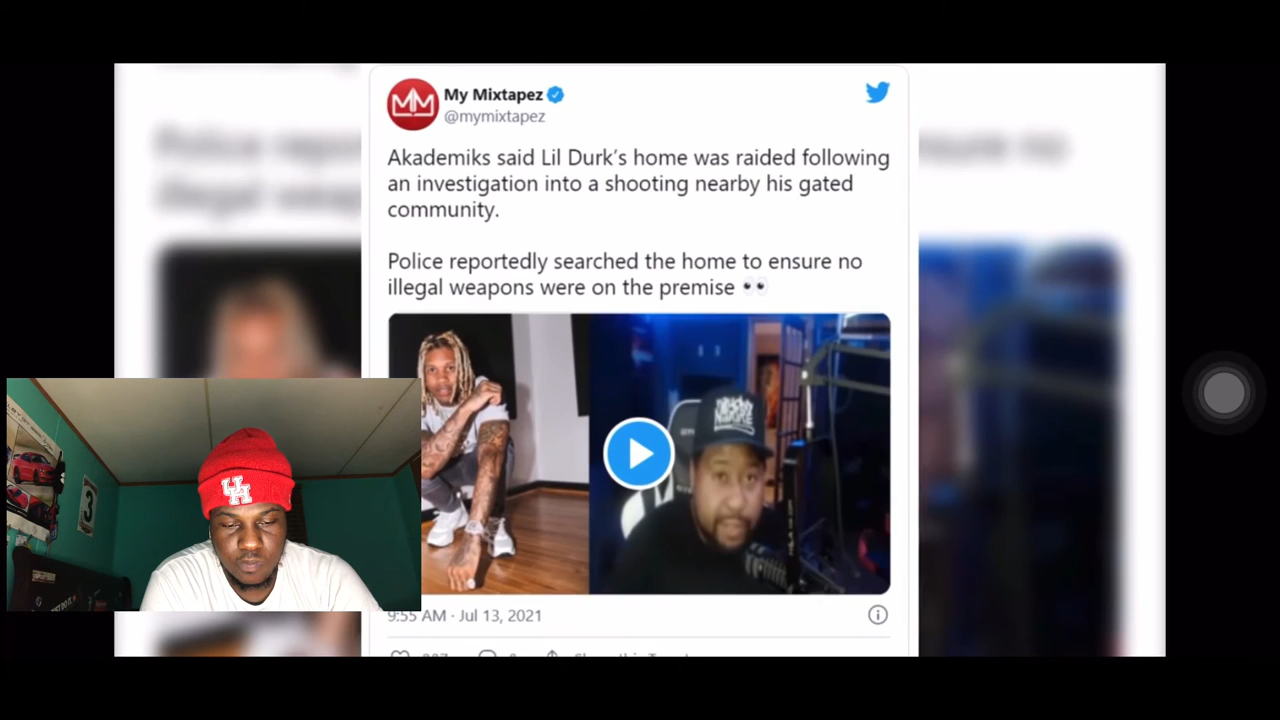 My Mixtapez
@mymixtapez
Akademiks said Lil Durk's home was raided following
an investigation into a shooting nearby his gated
community.
Police reportedly searched the home to ensure no
illegal weapons were on the premise 👀
9:55 AM · Jul 13, 2021
UH
3